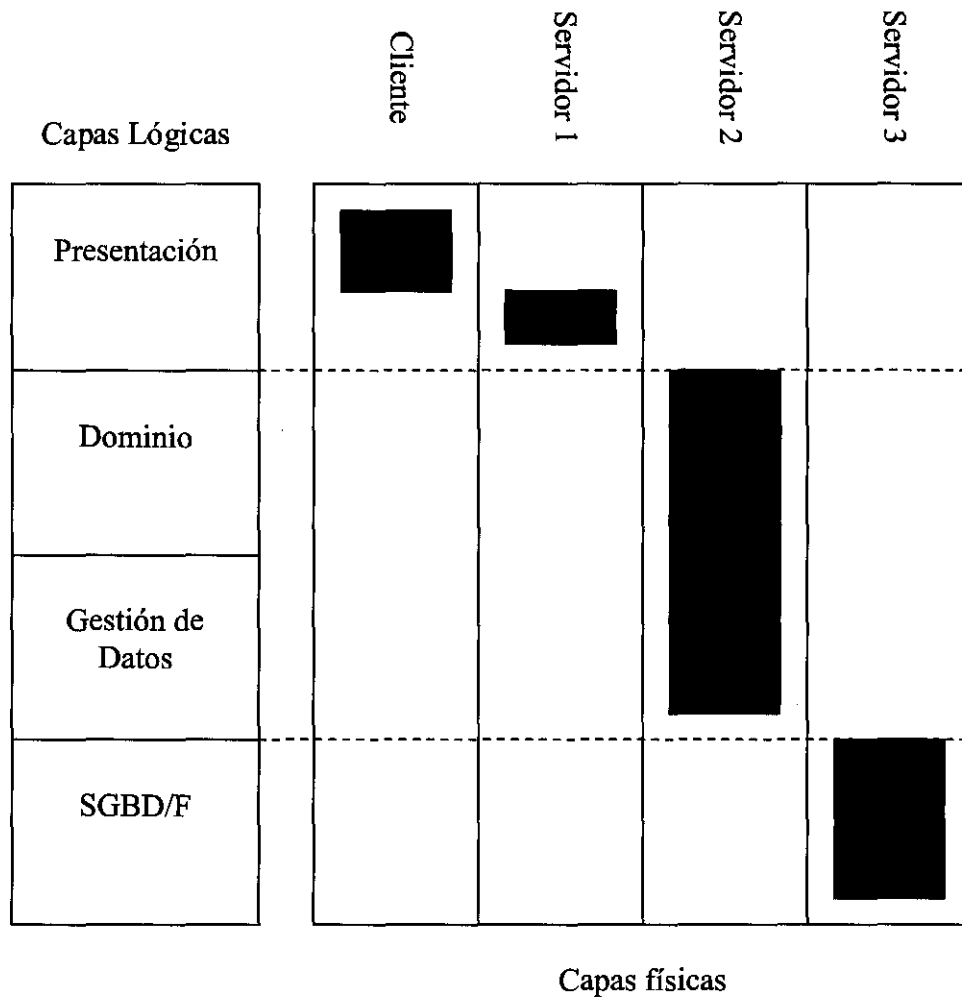 Cliente
Servidor 1
Servidor 2
Servidor 3
Capas Lógicas
Presentación
Dominio
Gestión de
Datos
SGBD/F
Capas físicas